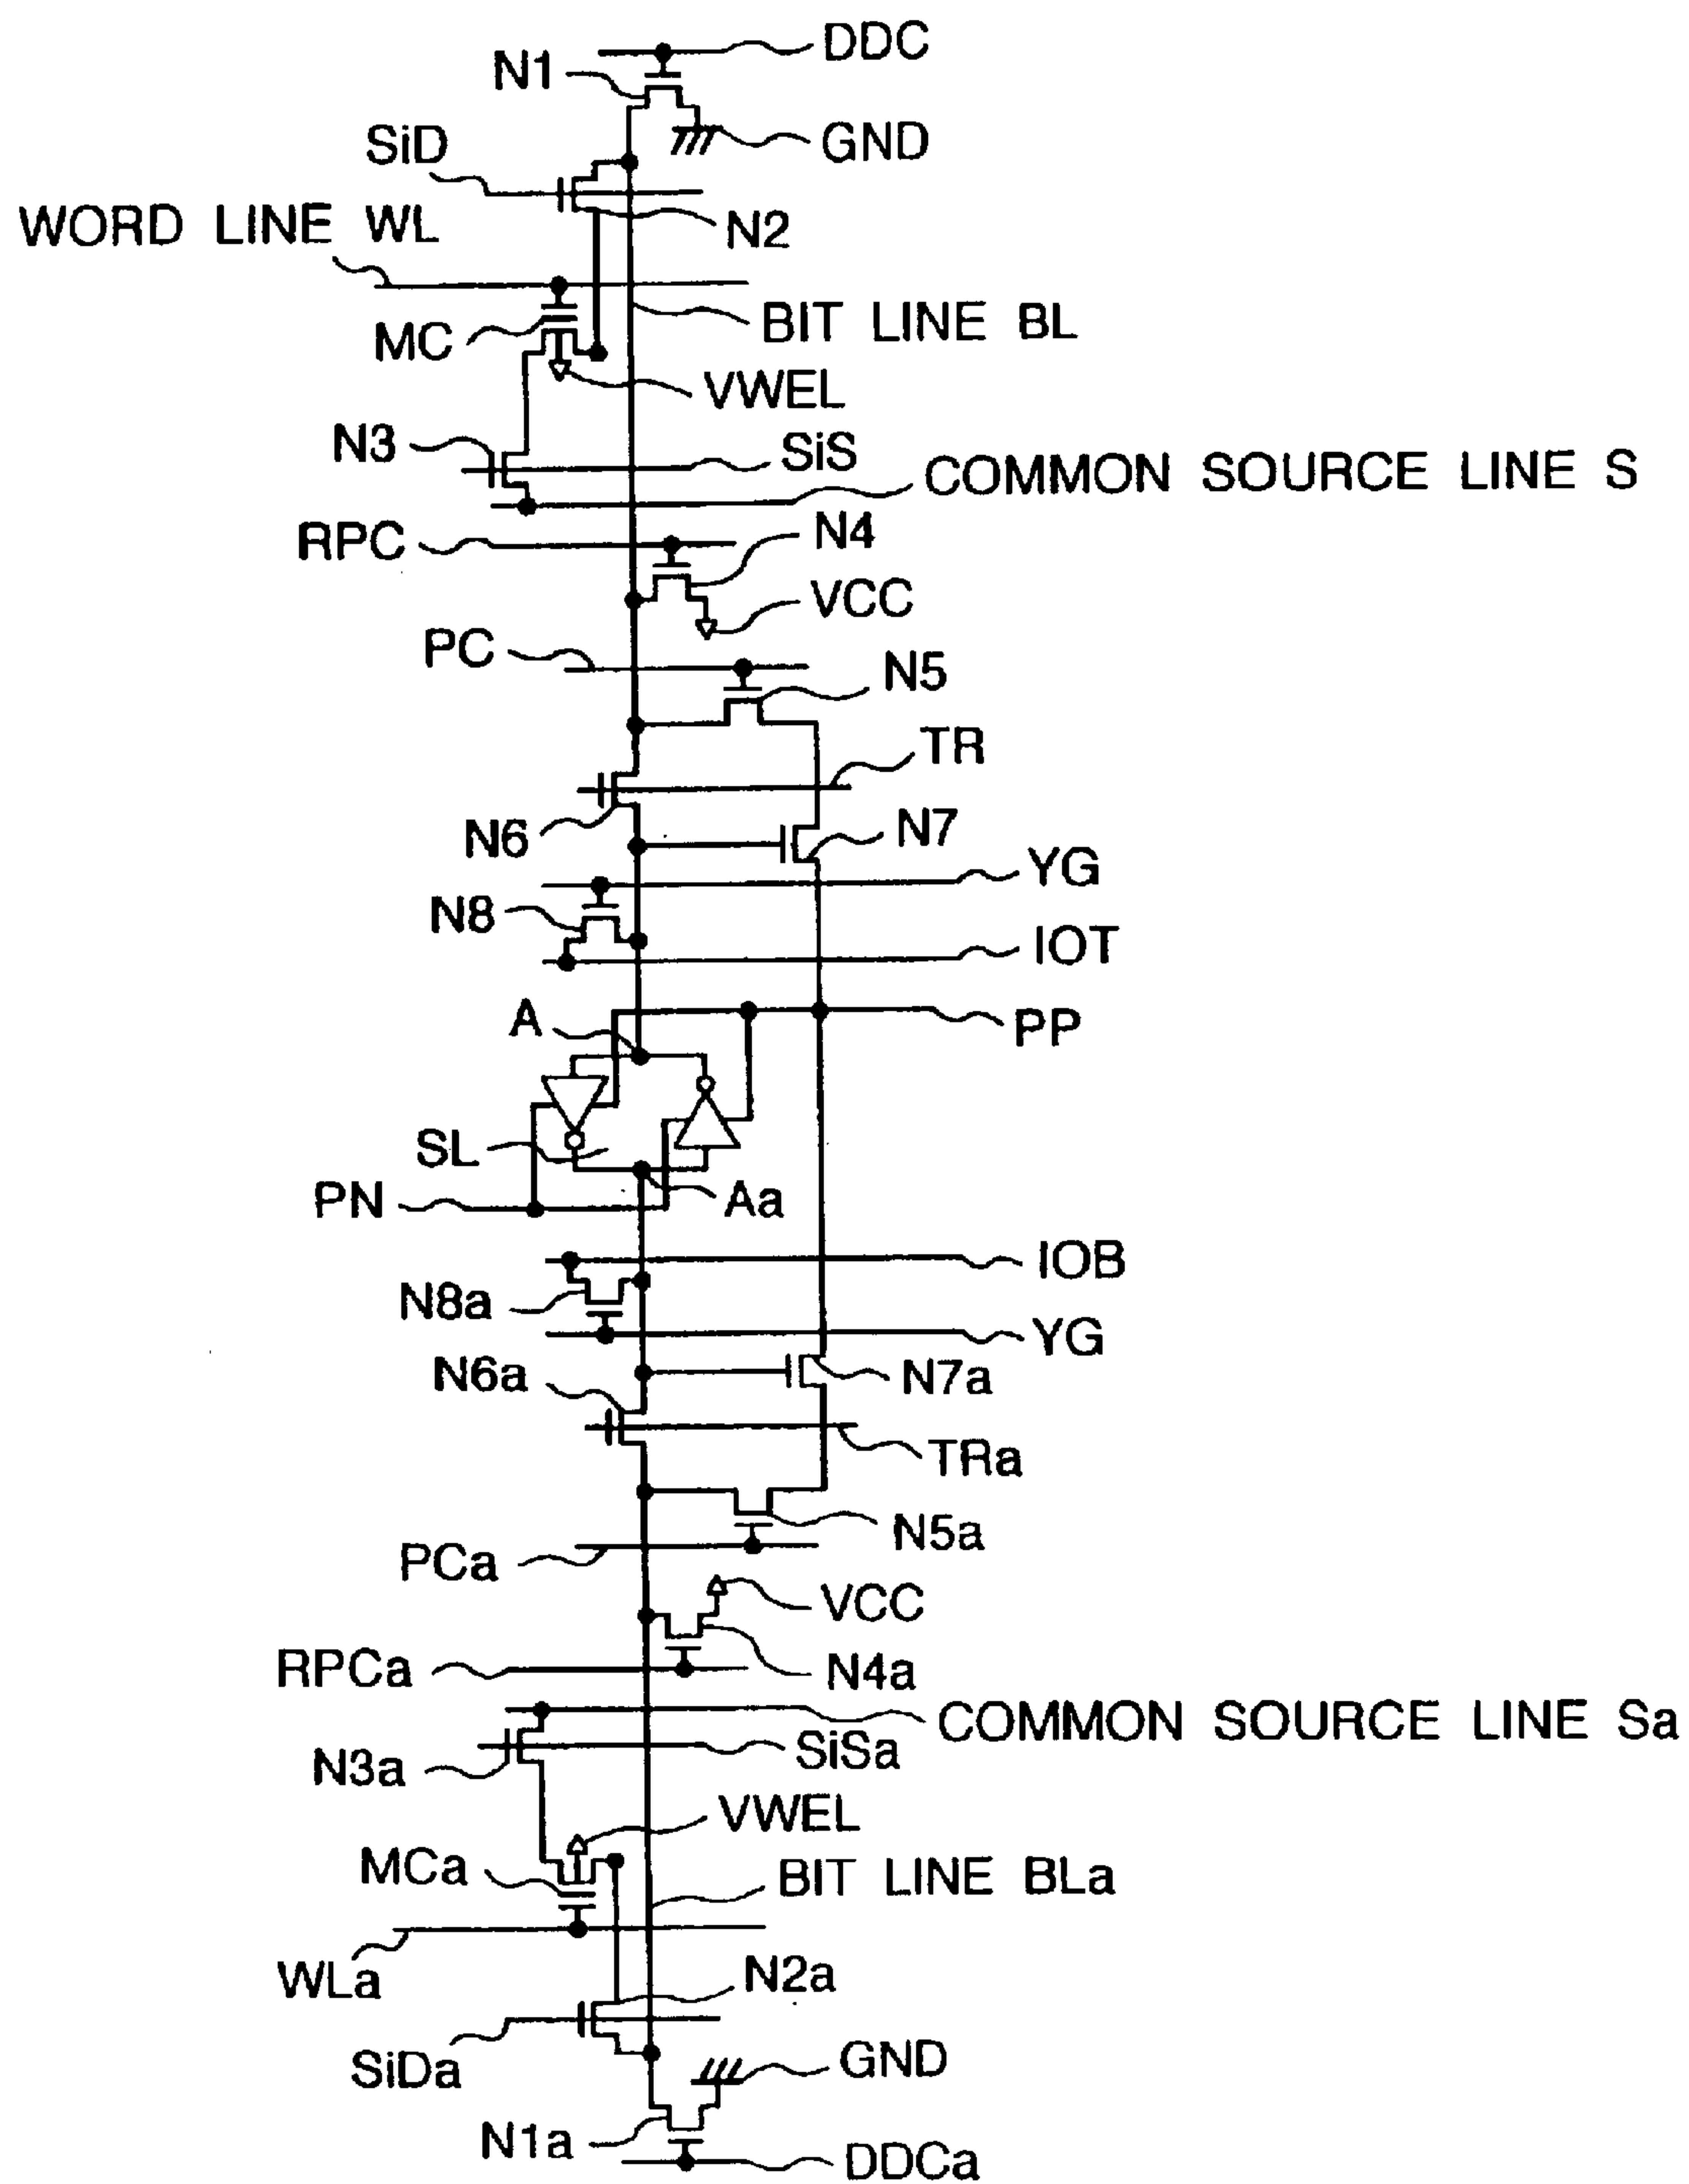 DDC
N1
GND
SiD
N2
WORD LINE WL
BIT LINE BL
MC
VWEL
N3
SiS
COMMON SOURCE LINE S
RPC
N4
VCC
PC
N5
TR
N6
N7
YG
N8
IOT
A
PP
SL
PN
Aa
IOB
N8a
YG
N6a
N7a
TRa
N5a
PCa
VCC
RPCa
N4a
COMMON SOURCE LINE Sa
N3a
SiSa
VWEL
MCa
BIT LINE BLa
WLa
N2a
SiDa
GND
N1a
DDCa